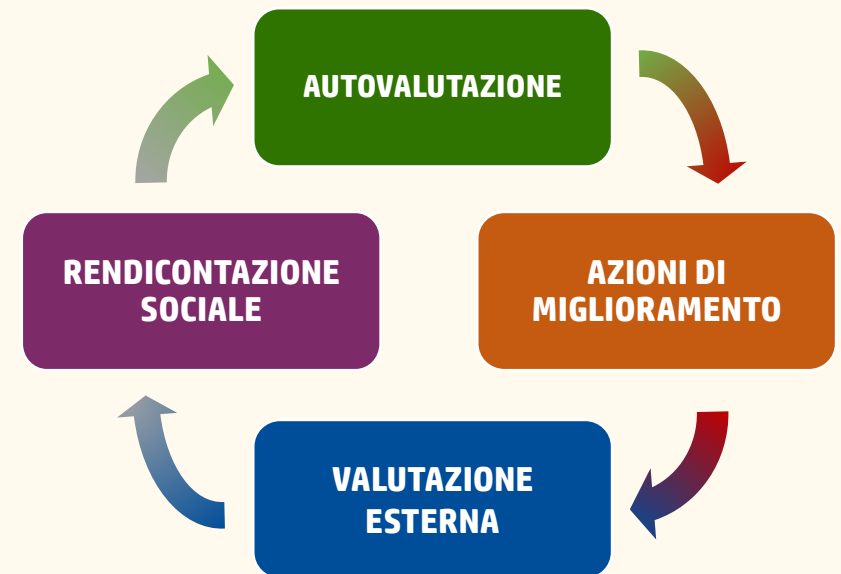 AUTOVALUTAZIONE
RENDICONTAZIONE
SOCIALE
AZIONI DI
MIGLIORAMENTO
VALUTAZIONE
ESTERNA